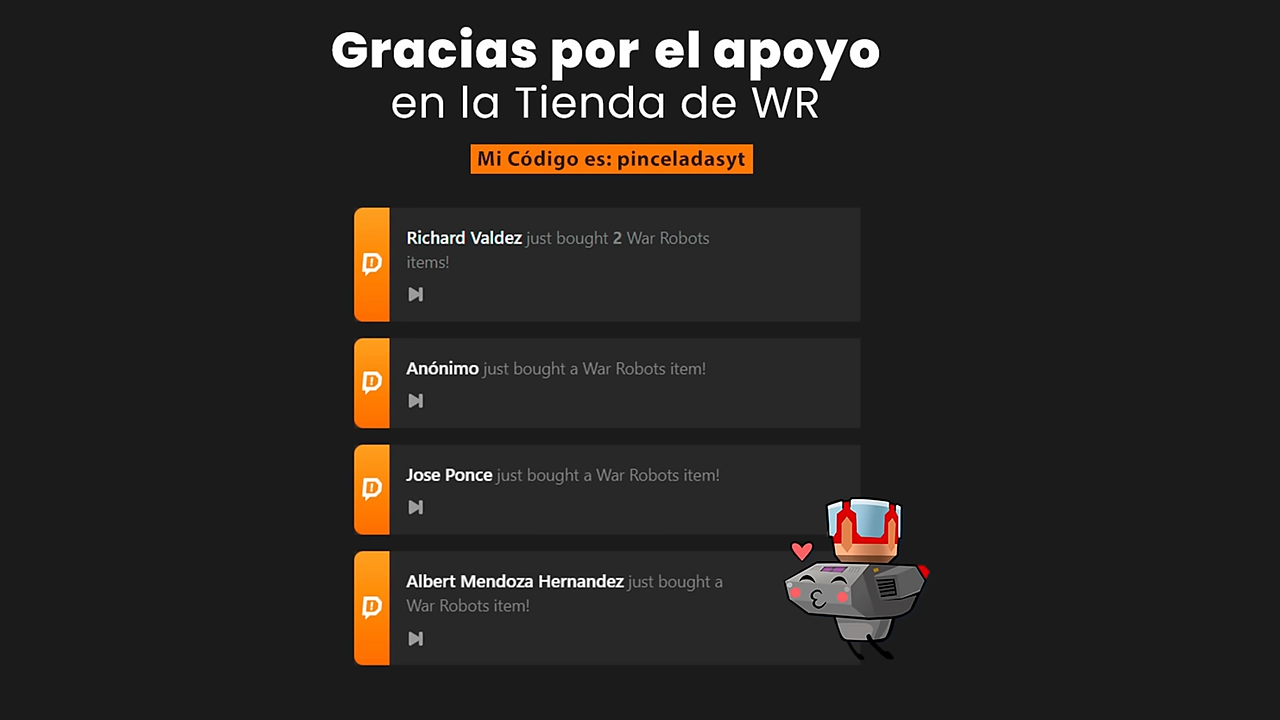 Gracias por el apoyo
en la Tienda de WR
Mi Código es: pinceladasyt
Richard Valdez just bought 2 War Robots
items!
Anónimo just bought a War Robots item!
Jose Ponce just bought a War Robots item!
Albert Mendoza Hernandez just bought a
War Robots item!